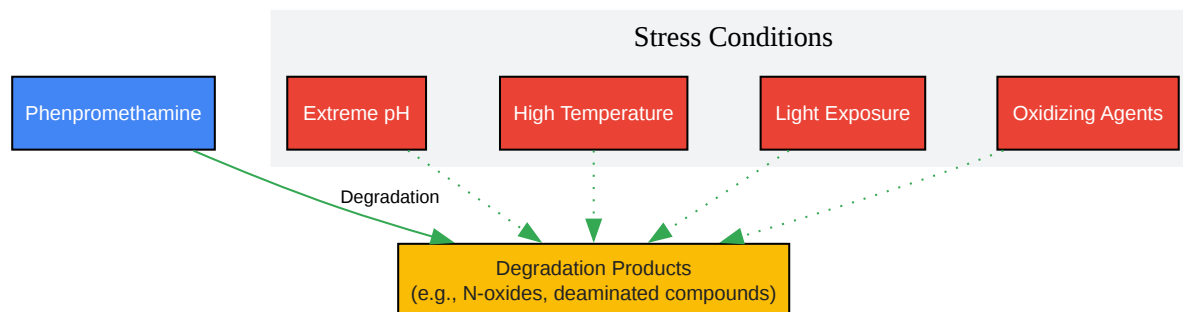 Stress Conditions
Phenpromethamine
Extreme pH
High Temperature
Light Exposure
Oxidizing Agents
Degradation
Degradation Products
(e.g., N-oxides, deaminated compounds)